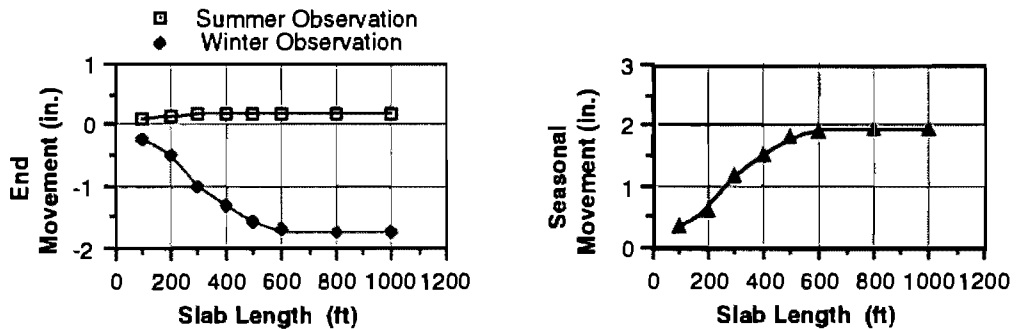 Summer Observation
Winter Observation
1
0
-1
-2
End
Movement (in.)
0 200 400 600 800 1000 1200
Slab Length (ft)
3
2
1
0
Seasonal
Movement (in.)
0 200 400 600 800 1000 1200
Slab Length (ft)